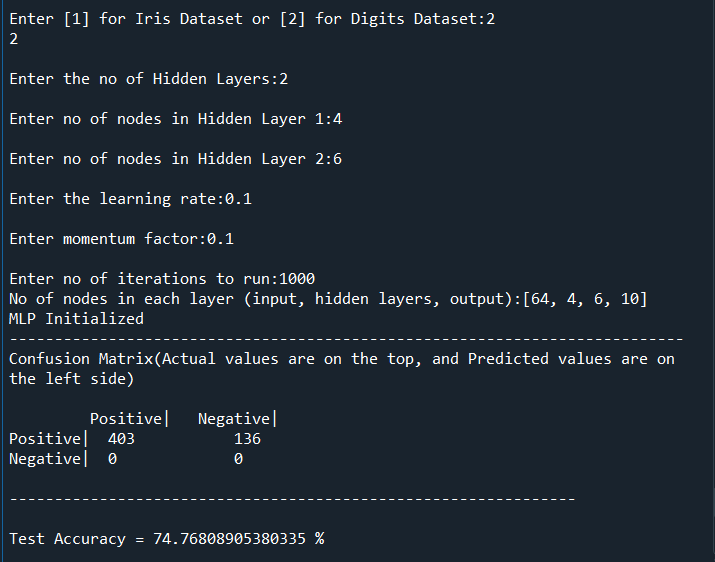 Enter [1] for Iris Dataset or [2] for Digits Dataset:2
2
Enter the no of Hidden Layers:2
Enter no of nodes in Hidden Layer 1:4
Enter no of nodes in Hidden Layer 2:6
Enter the learning rate:0.1
Enter momentum factor:0.1
Enter no of iterations to run:1000
No of nodes in each layer (input, hidden layers, output):[64, 4, 6, 10]
MLP Initialized
---------------------------------------------------------------------------
Confusion Matrix(Actual values are on the top, and Predicted values are on
the left side)
Positive|   Negative|
Positive|  403           136
Negative|  0             0
---------------------------------------------------------------
Test Accuracy = 74.76808905380335 %